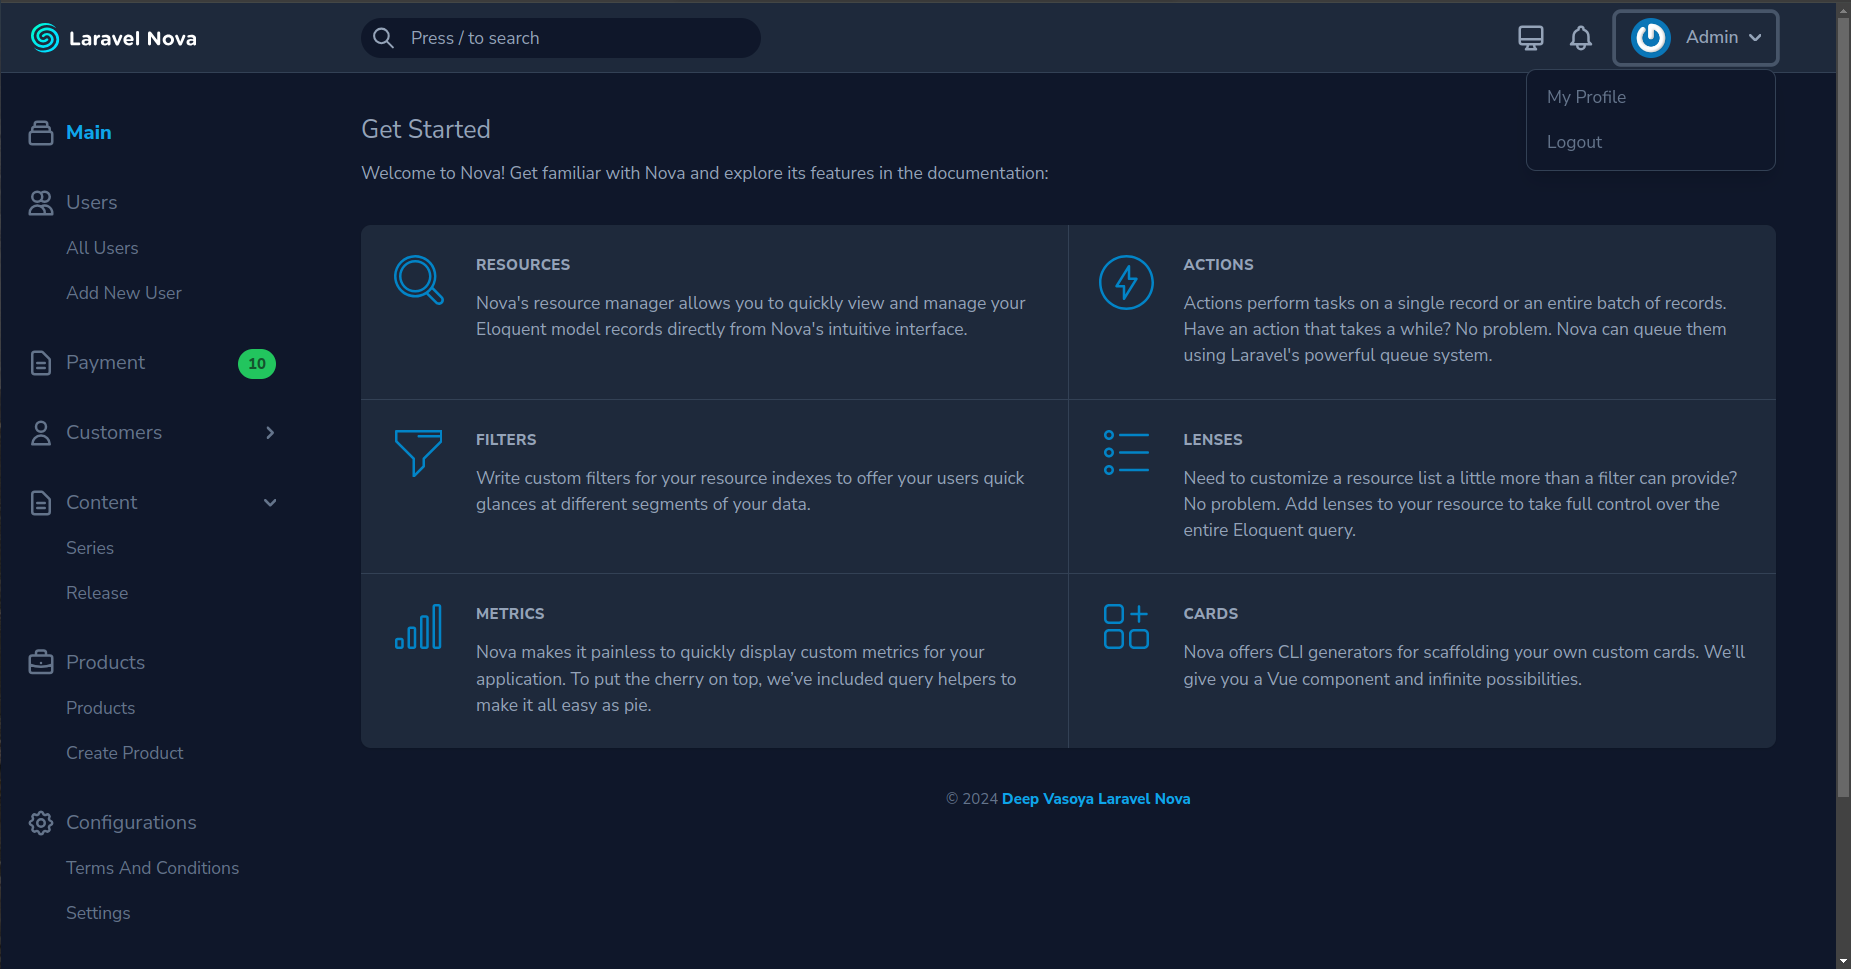 Laravel Nova
Press / to search
Admin
My Profile
Logout
Main
Users
All Users
Add New User
Payment
10
Customers
Content
Series
Release
Products
Products
Create Product
Configurations
Terms And Conditions
Settings
Get Started
Welcome to Nova! Get familiar with Nova and explore its features in the documentation:
RESOURCES
Nova's resource manager allows you to quickly view and manage your
Eloquent model records directly from Nova's intuitive interface.
ACTIONS
Actions perform tasks on a single record or an entire batch of records.
Have an action that takes a while? No problem. Nova can queue them
using Laravel's powerful queue system.
FILTERS
Write custom filters for your resource indexes to offer your users quick
glances at different segments of your data.
LENSES
Need to customize a resource list a little more than a filter can provide?
No problem. Add lenses to your resource to take full control over the
entire Eloquent query.
METRICS
Nova makes it painless to quickly display custom metrics for your
application. To put the cherry on top, we’ve included query helpers to
make it all easy as pie.
CARDS
Nova offers CLI generators for scaffolding your own custom cards. We’ll
give you a Vue component and infinite possibilities.
© 2024 Deep Vasoya Laravel Nova